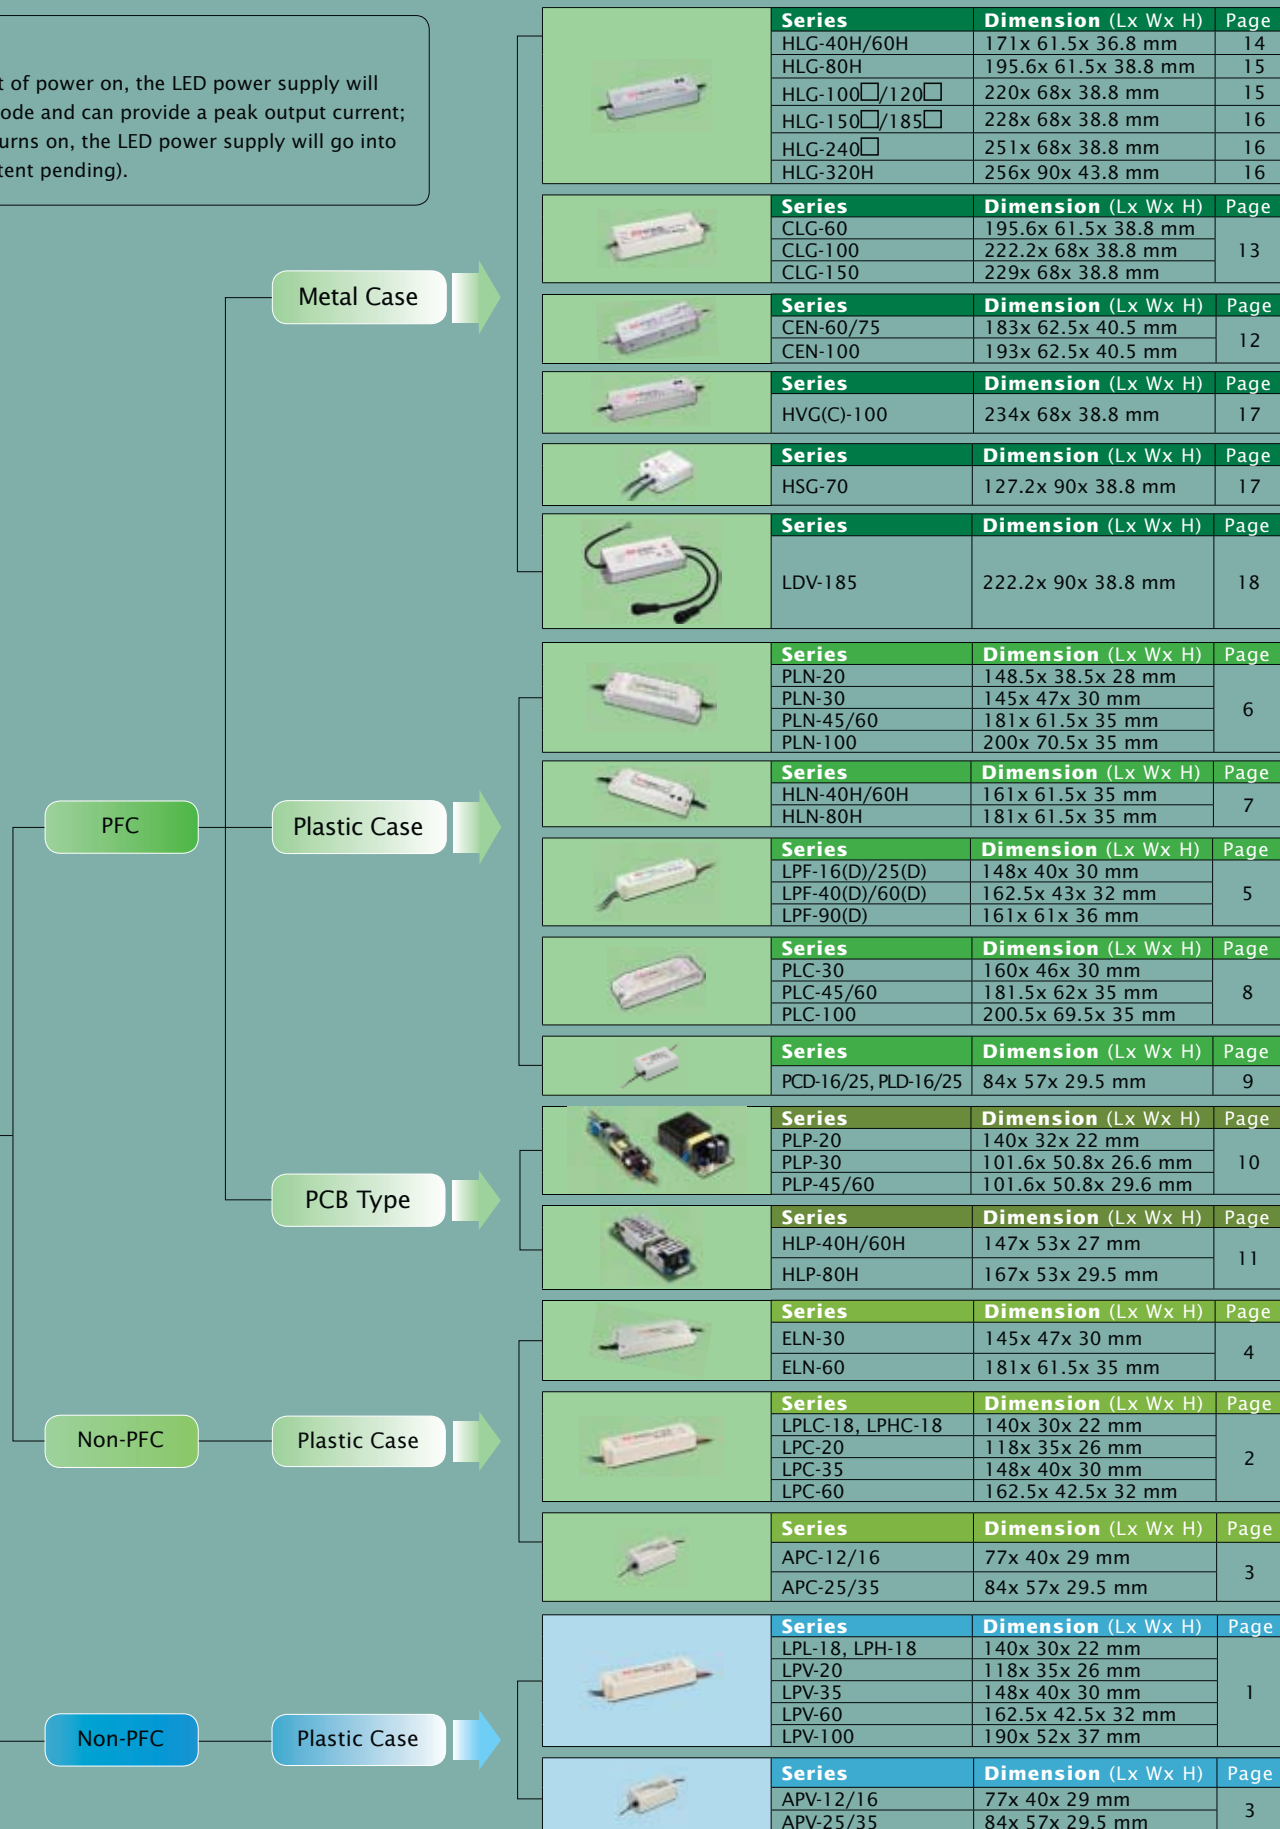 t of power on, the LED power supply will
ode and can provide a peak output current;
urns on, the LED power supply will go into
tent pending).
Series Dimension (Lx Wx H) Page
HLG-40H/60H 171x 61.5x 36.8 mm 14
HLG-80H 195.6x 61.5x 38.8 mm 15
HLG-100□/120□ 220x 68x 38.8 mm 15
HLG-150□/185□ 228x 68x 38.8 mm 16
HLG-240□ 251x 68x 38.8 mm 16
HLG-320H 256x 90x 43.8 mm 16
Series Dimension (Lx Wx H) Page
CLG-60 195.6x 61.5x 38.8 mm
CLG-100 222.2x 68x 38.8 mm 13
CLG-150 229x 68x 38.8 mm
Metal Case
Series Dimension (Lx Wx H) Page
CEN-60/75 183x 62.5x 40.5 mm 12
CEN-100 193x 62.5x 40.5 mm
Series Dimension (Lx Wx H) Page
HVG(C)-100 234x 68x 38.8 mm 17
Series Dimension (Lx Wx H) Page
HSG-70 127.2x 90x 38.8 mm 17
Series Dimension (Lx Wx H) Page
LDV-185 222.2x 90x 38.8 mm 18
Series Dimension (Lx Wx H) Page
PLN-20 148.5x 38.5x 28 mm
PLN-30 145x 47x 30 mm 6
PLN-45/60 181x 61.5x 35 mm
PLN-100 200x 70.5x 35 mm
PFC
Plastic Case
Series Dimension (Lx Wx H) Page
HLN-40H/60H 161x 61.5x 35 mm 7
HLN-80H 181x 61.5x 35 mm
Series Dimension (Lx Wx H) Page
LPF-16(D)/25(D) 148x 40x 30 mm
LPF-40(D)/60(D) 162.5x 43x 32 mm 5
LPF-90(D) 161x 61x 36 mm
Series Dimension (Lx Wx H) Page
PLC-30 160x 46x 30 mm
PLC-45/60 181.5x 62x 35 mm 8
PLC-100 200.5x 69.5x 35 mm
Series Dimension (Lx Wx H) Page
PCD-16/25, PLD-16/25 84x 57x 29.5 mm 9
Series Dimension (Lx Wx H) Page
PLP-20 140x 32x 22 mm
PLP-30 101.6x 50.8x 26.6 mm 10
PLP-45/60 101.6x 50.8x 29.6 mm
PCB Type
Series Dimension (Lx Wx H) Page
HLP-40H/60H 147x 53x 27 mm 11
HLP-80H 167x 53x 29.5 mm
Series Dimension (Lx Wx H) Page
ELN-30 145x 47x 30 mm 4
ELN-60 181x 61.5x 35 mm
Non-PFC
Plastic Case
Series Dimension (Lx Wx H) Page
LPLC-18, LPHC-18 140x 30x 22 mm
LPC-20 118x 35x 26 mm 2
LPC-35 148x 40x 30 mm
LPC-60 162.5x 42.5x 32 mm
Series Dimension (Lx Wx H) Page
APC-12/16 77x 40x 29 mm 3
APC-25/35 84x 57x 29.5 mm
Series Dimension (Lx Wx H) Page
LPL-18, LPH-18 140x 30x 22 mm
LPV-20 118x 35x 26 mm
LPV-35 148x 40x 30 mm 1
LPV-60 162.5x 42.5x 32 mm
LPV-100 190x 52x 37 mm
Non-PFC
Plastic Case
Series Dimension (Lx Wx H) Page
APV-12/16 77x 40x 29 mm 3
APV-25/35 84x 57x 29.5 mm